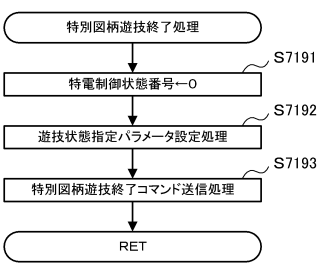 特別図柄遊技終了処理
S7191
特電制御状態番号←0
S7192
遊技状態指定パラメータ設定処理
S7193
特別図柄遊技終了コマンド送信処理
RET